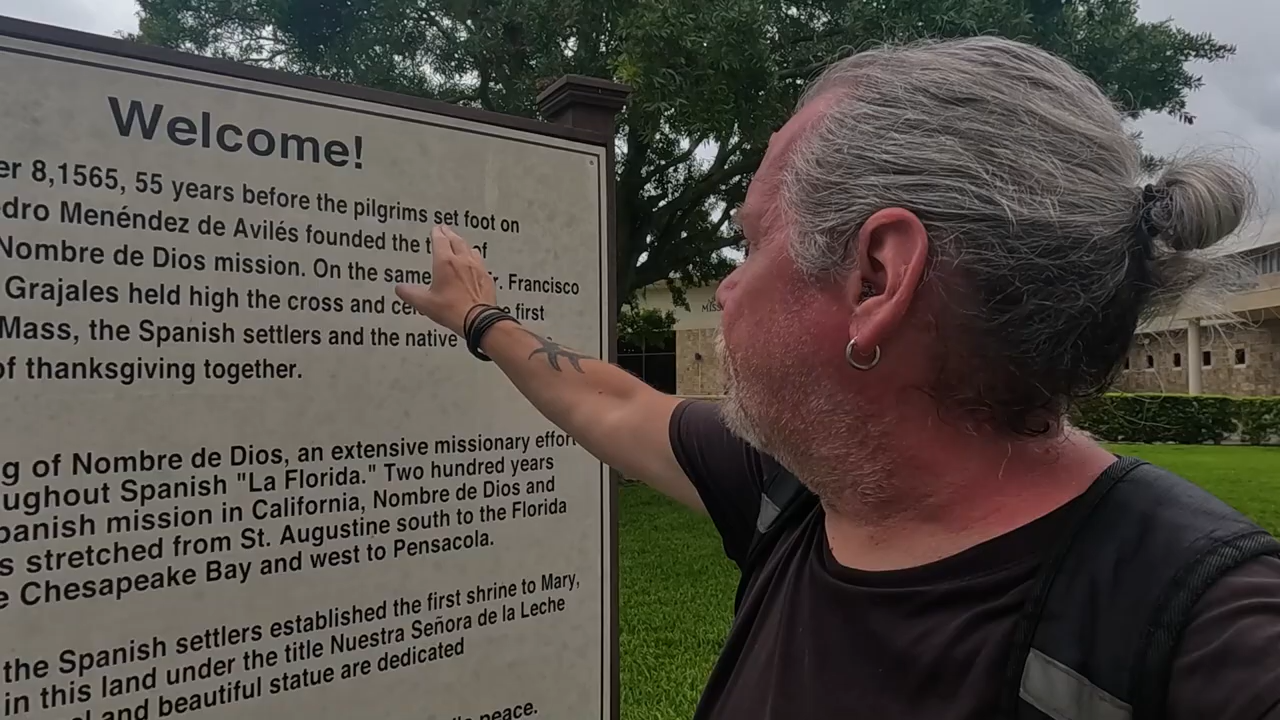 Welcome!
er 8,1565, 55 years before the pilgrims set foot on
dro Menéndez de Avilés founded the of
Nombre de Dios mission. On the same r. Francisco
Grajales held high the cross and first
Mass, the Spanish settlers and the native
of thanksgiving together.
g of Nombre de Dios, an extensive missionary effort
ughout Spanish "La Florida." Two hundred years
panish mission in California, Nombre de Dios and
s stretched from St. Augustine south to the Florida
e Chesapeake Bay and west to Pensacola.
the Spanish settlers established the first shrine to Mary,
in this land under the title Nuestra Señora de la Leche
and beautiful statue are dedicated
peace.